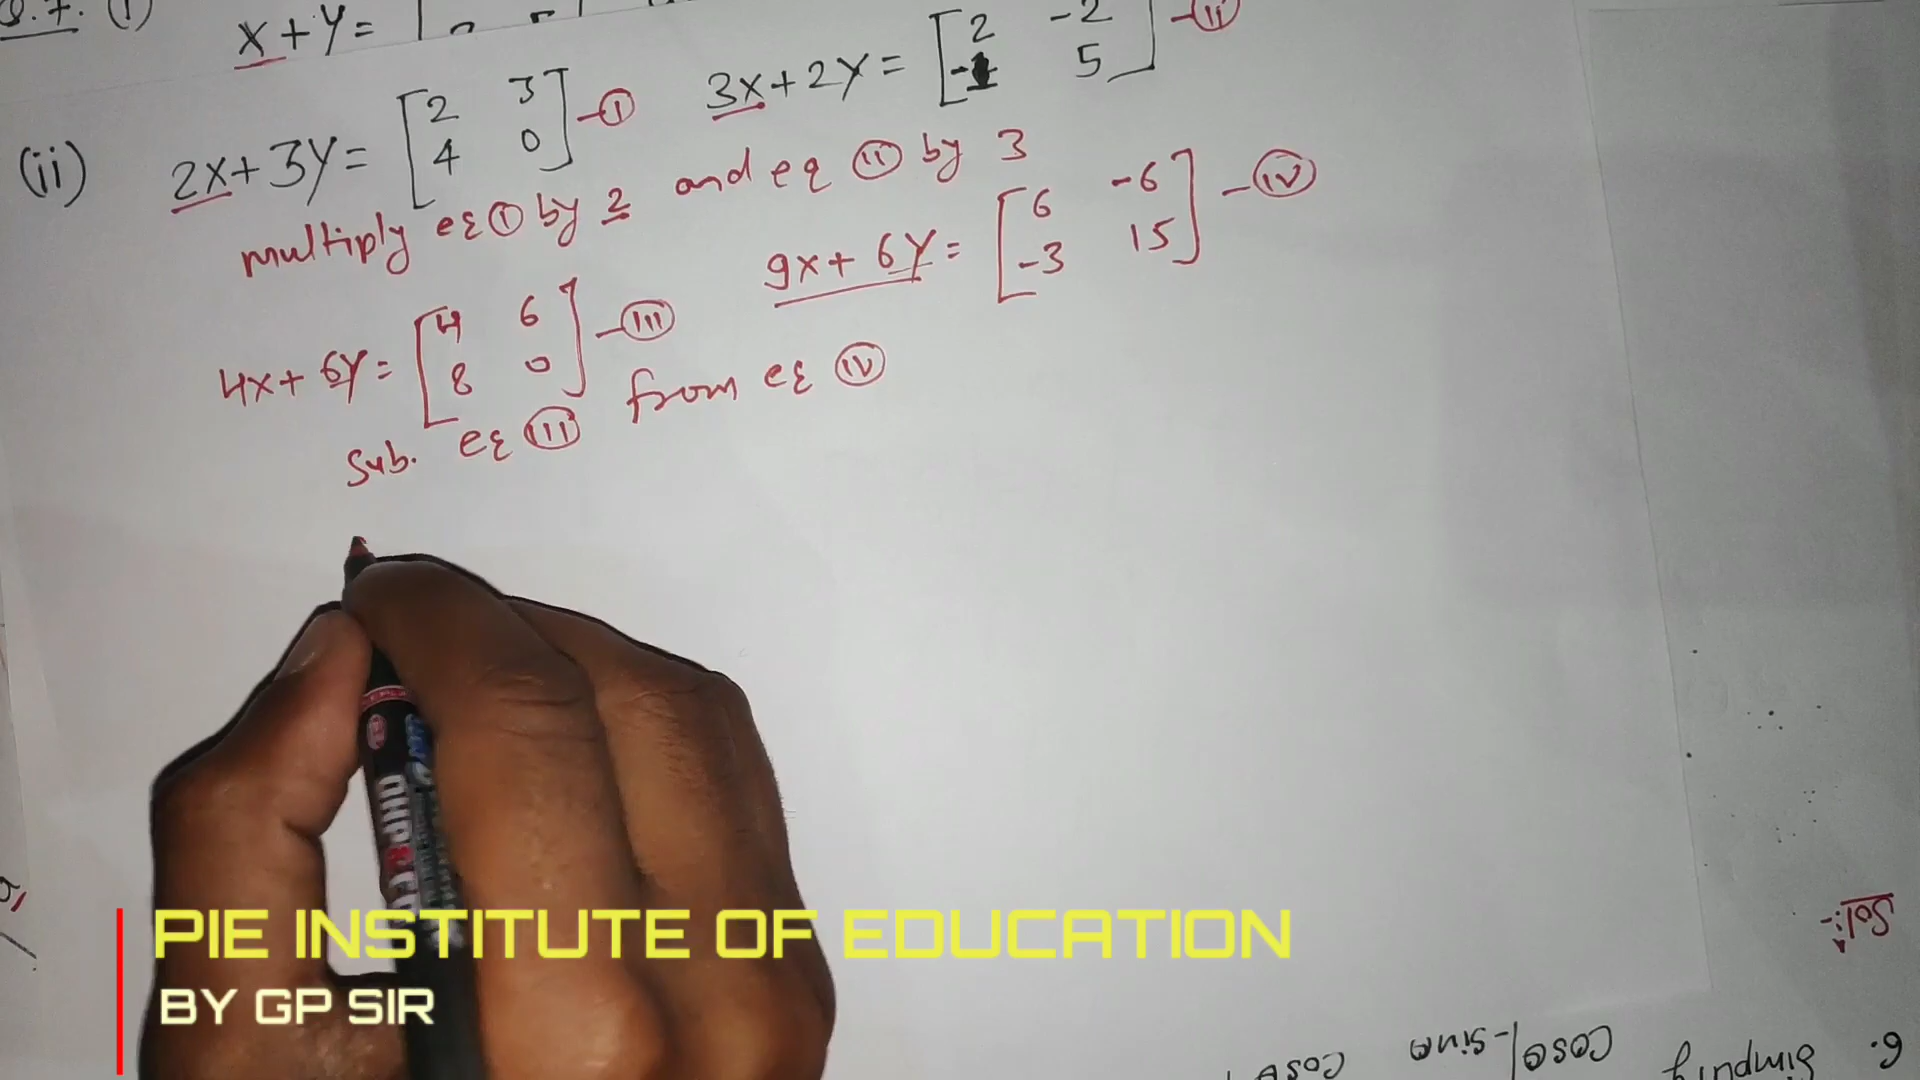 Q.7. (i) X+Y=
(ii) 2X+3Y= [2 3 4 0] -(i) 3X+2Y= [2 -2 -1 5] -(ii)
multiply eq (i) by 2 and eq (ii) by 3
4X+6Y= [4 6 8 0] -(iii) 9X+6Y= [6 -6 -3 15] -(iv)
Sub. eq (iii) from eq (iv)
PIE INSTITUTE OF EDUCATION
BY GP SIR
Sol:-
6. Simplify cosθ -sinθ